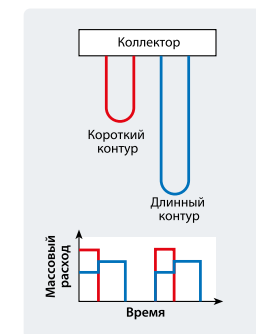 Коллектор
Короткий
контур
Длинный
контур
Массовый
расход
Время